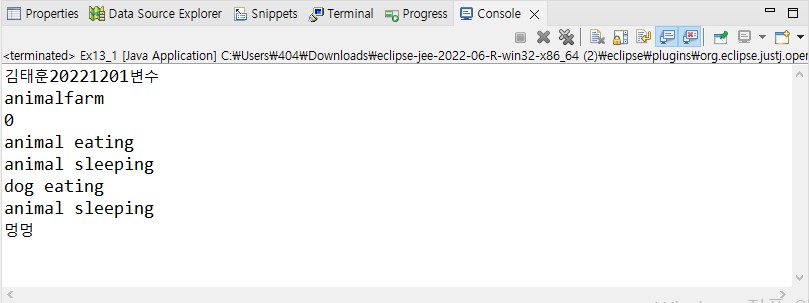 Properties Data Source Explorer Snippets Terminal Progress Console
<terminated> Ex13_1 [Java Application] C:₩Users₩404₩Downloads₩eclipse-jee-2022-06-R-win32-x86_64 (2)₩eclipse₩plugins₩org.eclipse.justj.oper
김태훈20221201변수
animalfarm
0
animal eating
animal sleeping
dog eating
animal sleeping
멍멍